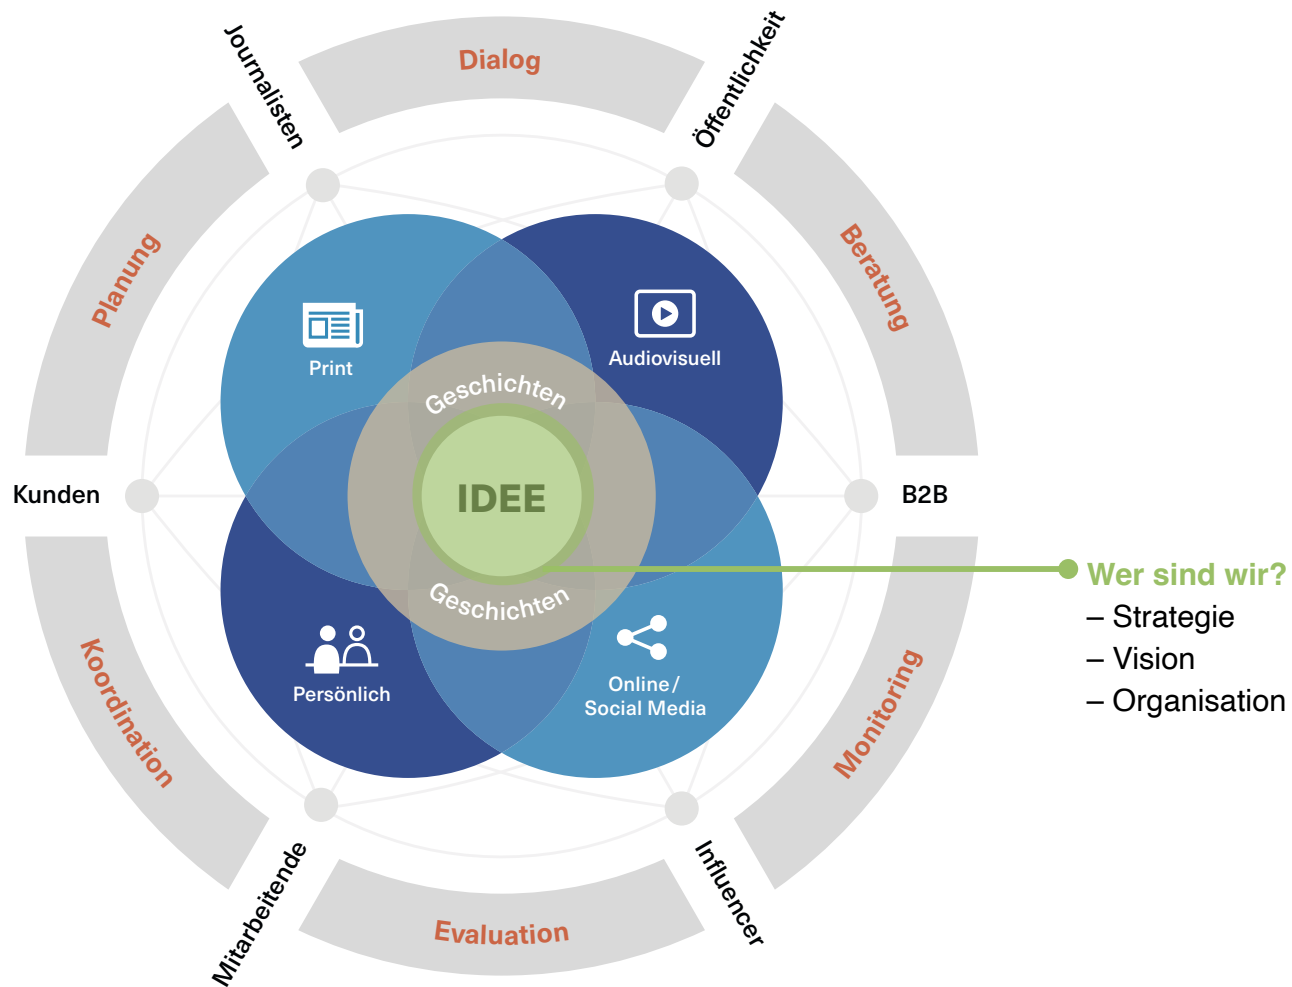 Journalisten
Dialog
Öffentlichkeit
Planung
Beratung
Print
Audiovisuell
Geschichten
IDEE
Kunden
B2B
Geschichten
Wer sind wir?
– Strategie
– Vision
– Organisation
Persönlich
Online /
Social Media
Koordination
Monitoring
Mitarbeitende
Evaluation
Influencer